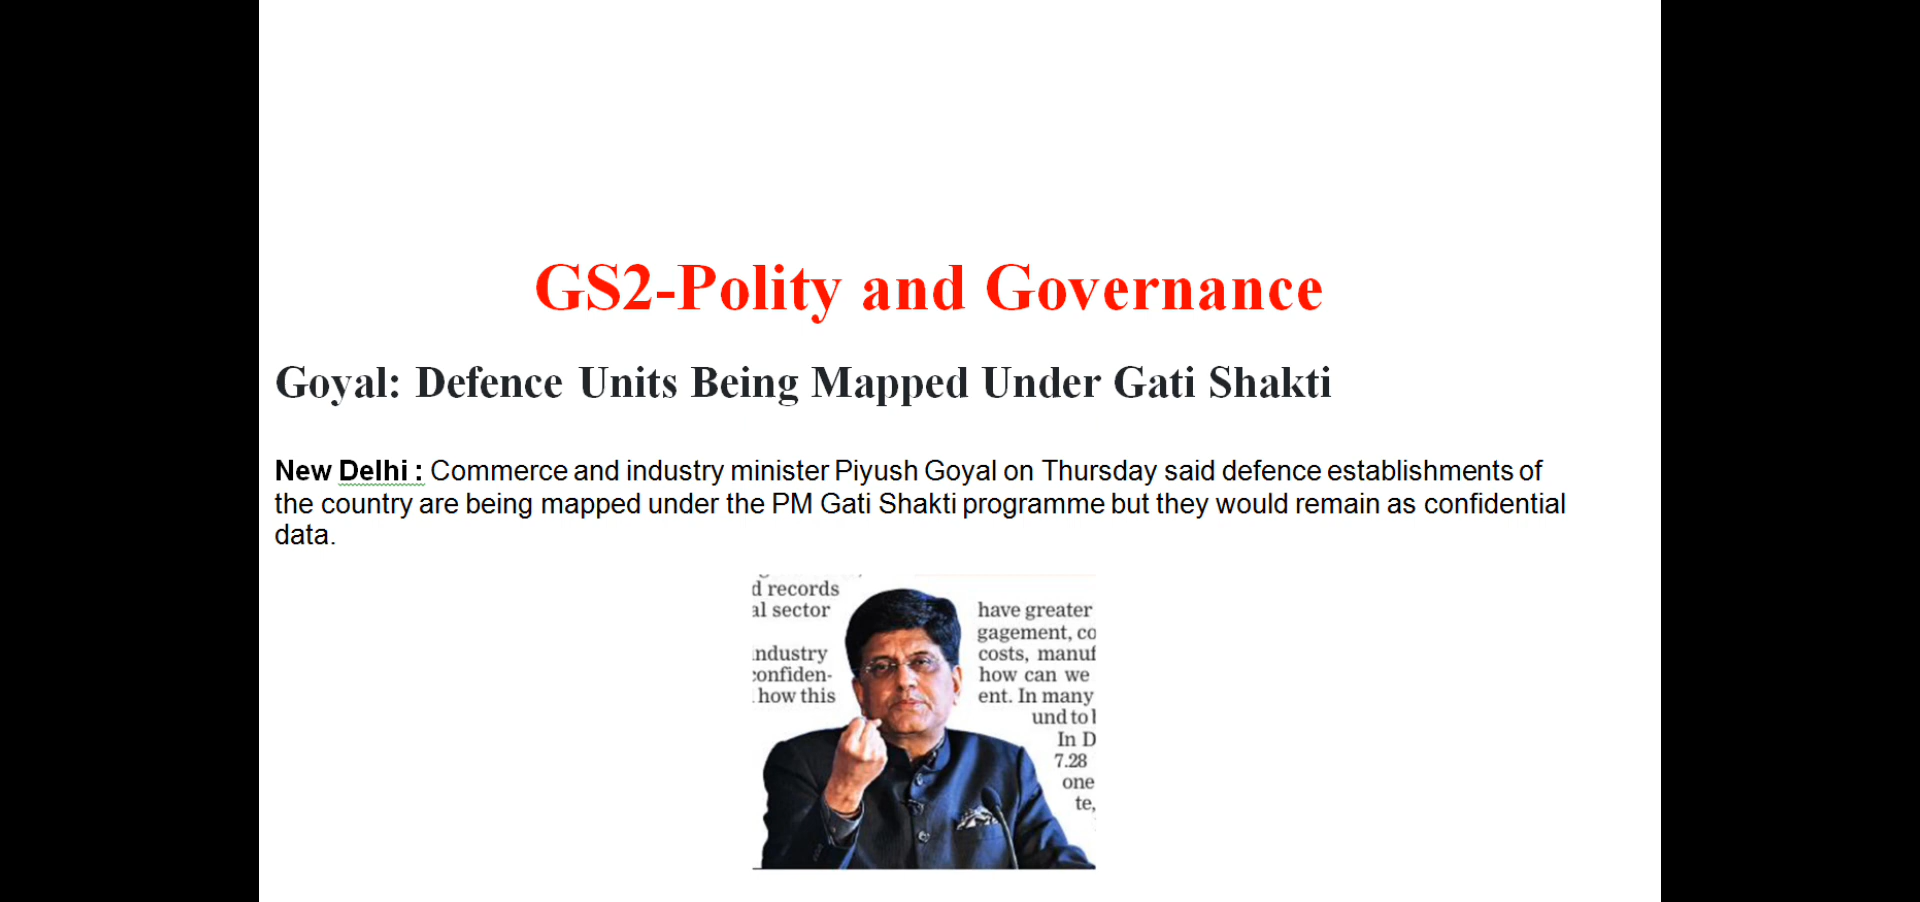 GS2-Polity and Governance
Goyal: Defence Units Being Mapped Under Gati Shakti
New Delhi : Commerce and industry minister Piyush Goyal on Thursday said defence establishments of
the country are being mapped under the PM Gati Shakti programme but they would remain as confidential
data.
d records
al sector
ndustry
confiden-
how this
have greater
gagement, co
costs, manuf
how can we
ent. In many
und to
In D
7.28
one
te,